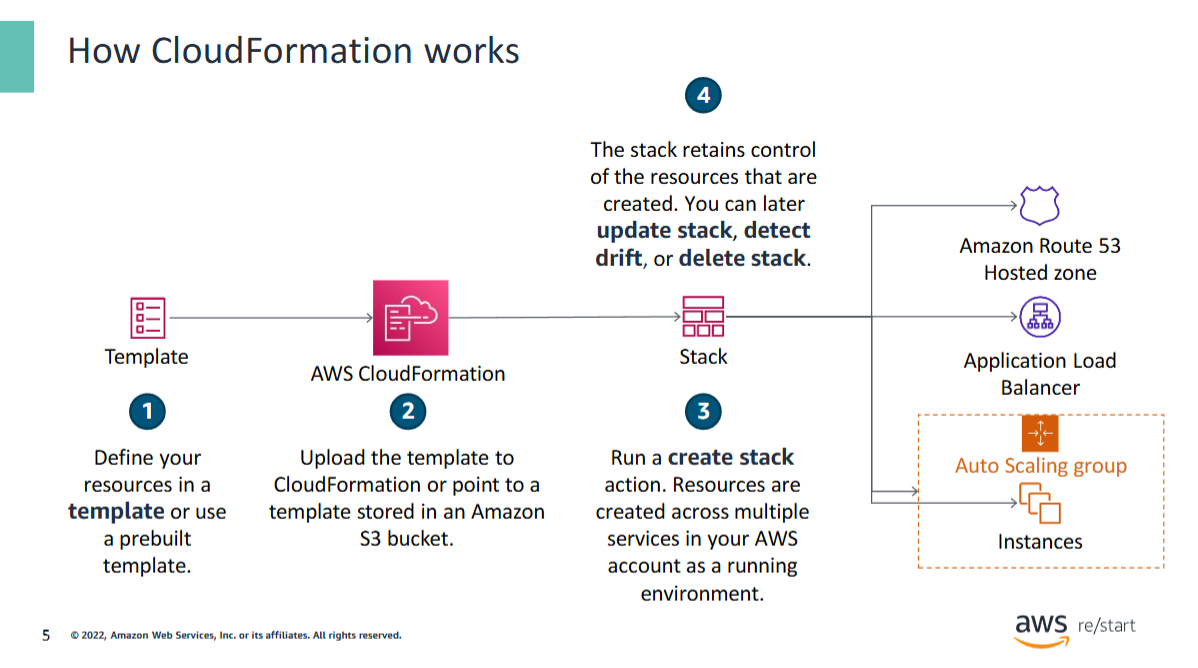 How CloudFormation works
4
The stack retains control
of the resources that are
created. You can later
update stack, detect
drift, or delete stack.
Template
AWS CloudFormation
Stack
1
Define your
resources in a
template or use
a prebuilt
template.
2
Upload the template to
CloudFormation or point to a
template stored in an Amazon
S3 bucket.
3
Run a create stack
action. Resources are
created across multiple
services in your AWS
account as a running
environment.
Amazon Route 53
Hosted zone
Application Load
Balancer
Auto Scaling group
Instances
5 © 2022, Amazon Web Services, Inc. or its affiliates. All rights reserved.
aws re/start